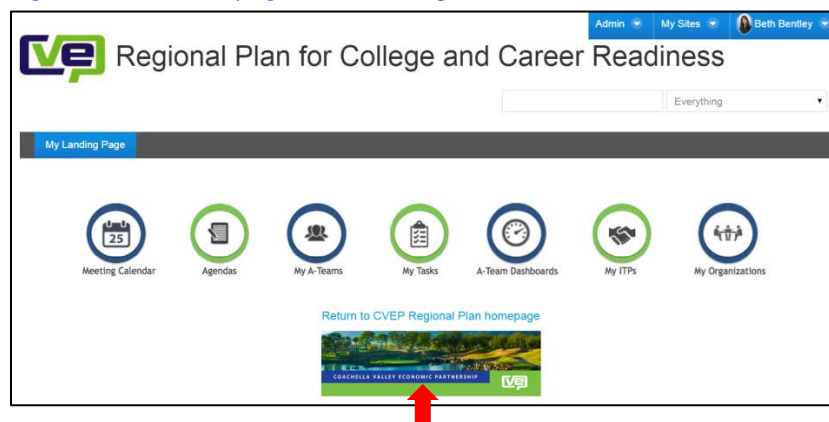 Admin My Sites Beth Bentley
cvep Regional Plan for College and Career Readiness
Everything
My Landing Page
25
Meeting Calendar Agendas My A-Teams My Tasks A-Team Dashboards My ITPs My Organizations
Return to CVEP Regional Plan homepage
COACHELLA VALLEY ECONOMIC PARTNERSHIP cvep